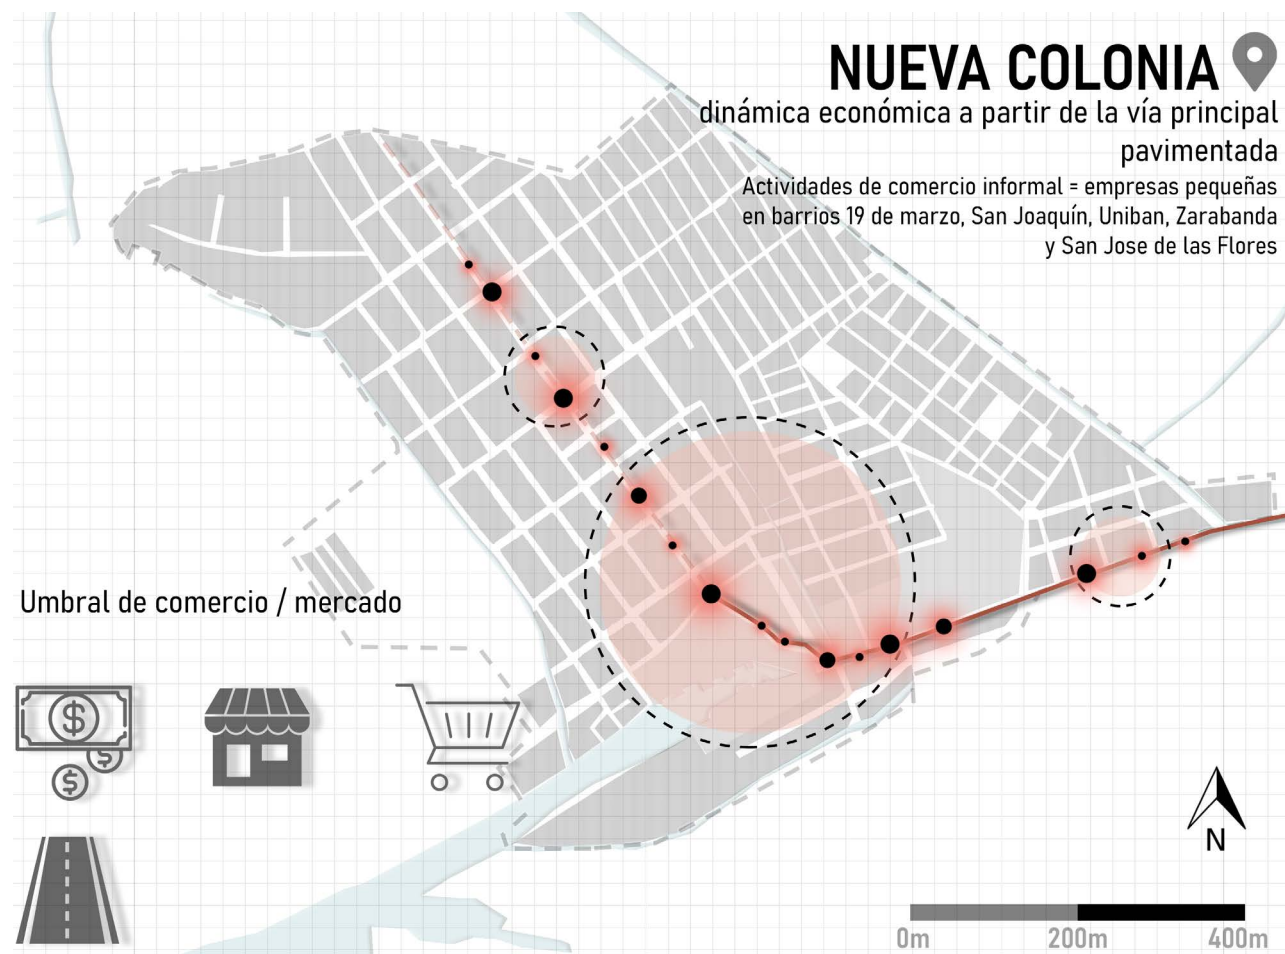 NUEVA COLONIA
dinámica económica a partir de la vía principal
pavimentada
Actividades de comercio informal = empresas pequeñas
en barrios 19 de marzo, San Joaquín, Uniban, Zarabanda
y San Jose de las Flores
Umbral de comercio / mercado
$
$
$
N
0m 200m 400m